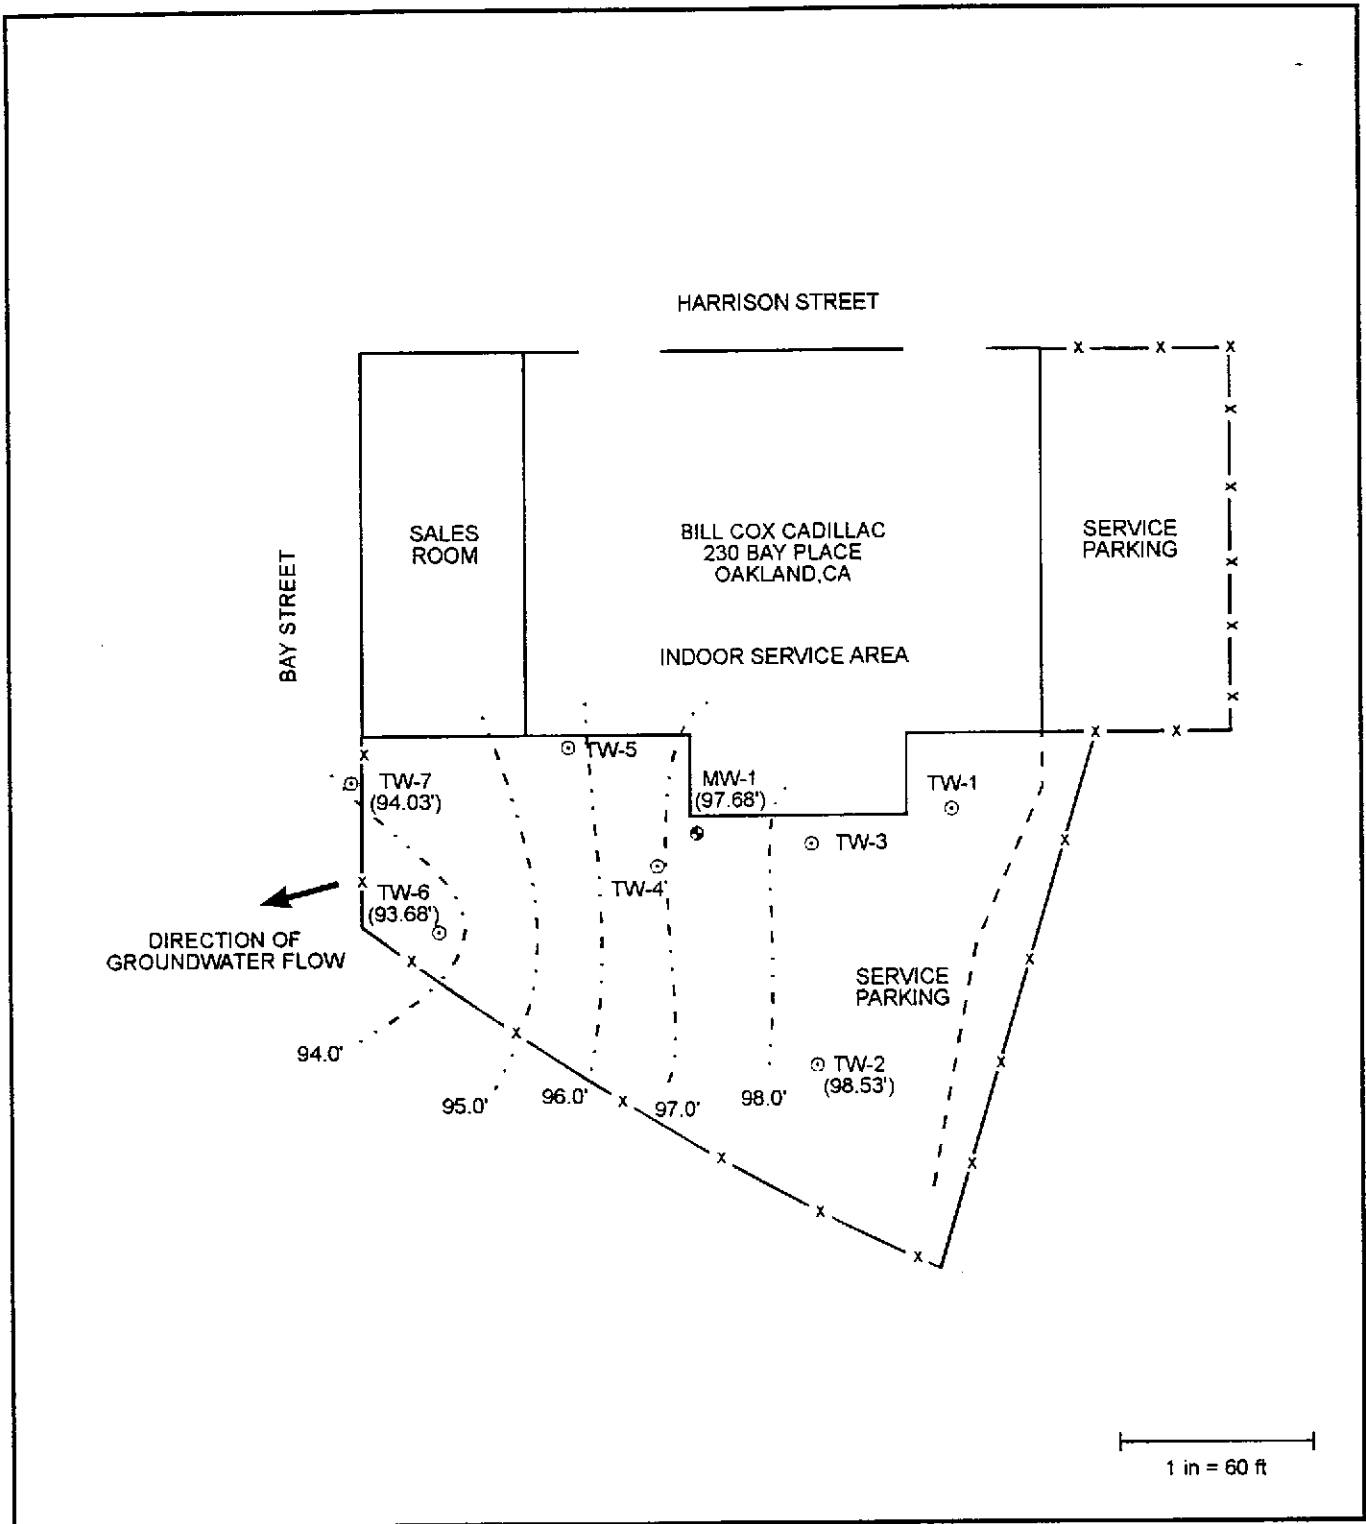 HARRISON STREET
SALES
ROOM
BILL COX CADILLAC
230 BAY PLACE
OAKLAND,CA
SERVICE
PARKING
BAY STREET
INDOOR SERVICE AREA
TW-5
TW-7
(94.03')
MW-1
(97.68')
TW-1
TW-3
TW-4
TW-6
(93.68')
DIRECTION OF
GROUNDWATER FLOW
SERVICE
PARKING
94.0'
TW-2
(98.53')
95.0'
96.0'
97.0'
98.0'
1 in = 60 ft